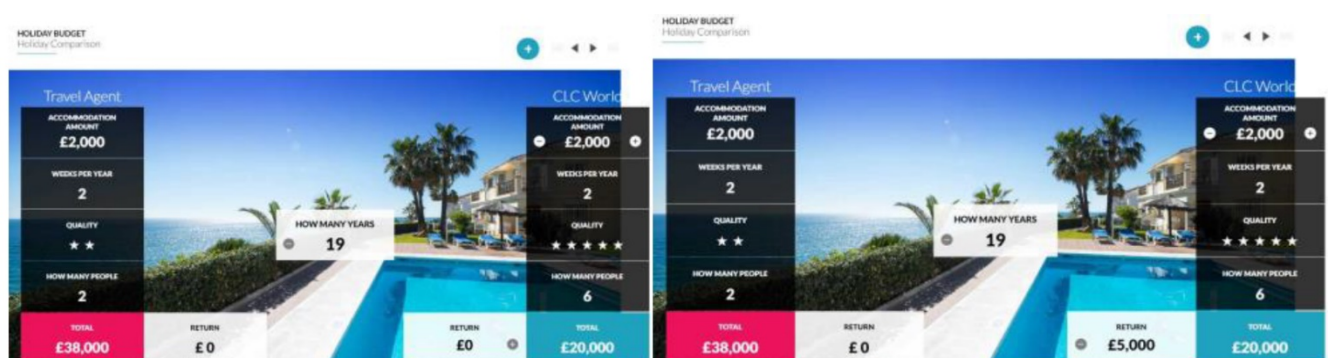 HOLIDAY BUDGET
Holiday Comparison
Travel Agent
ACCOMMODATION
AMOUNT
£2,000
WEEKS PER YEAR
2
QUALITY
HOW MANY PEOPLE
2
TOTAL
£38,000
RETURN
£0
HOW MANY YEARS
19
CLC World
ACCOMMODATION
AMOUNT
£2,000
WEEKS PER YEAR
2
QUALITY
HOW MANY PEOPLE
6
RETURN
£0
TOTAL
£20,000
HOLIDAY BUDGET
Holiday Comparison
Travel Agent
ACCOMMODATION
AMOUNT
£2,000
WEEKS PER YEAR
2
QUALITY
HOW MANY PEOPLE
2
TOTAL
£38,000
RETURN
£0
HOW MANY YEARS
19
CLC World
ACCOMMODATION
AMOUNT
£2,000
WEEKS PER YEAR
2
QUALITY
HOW MANY PEOPLE
6
RETURN
£5,000
TOTAL
£20,000